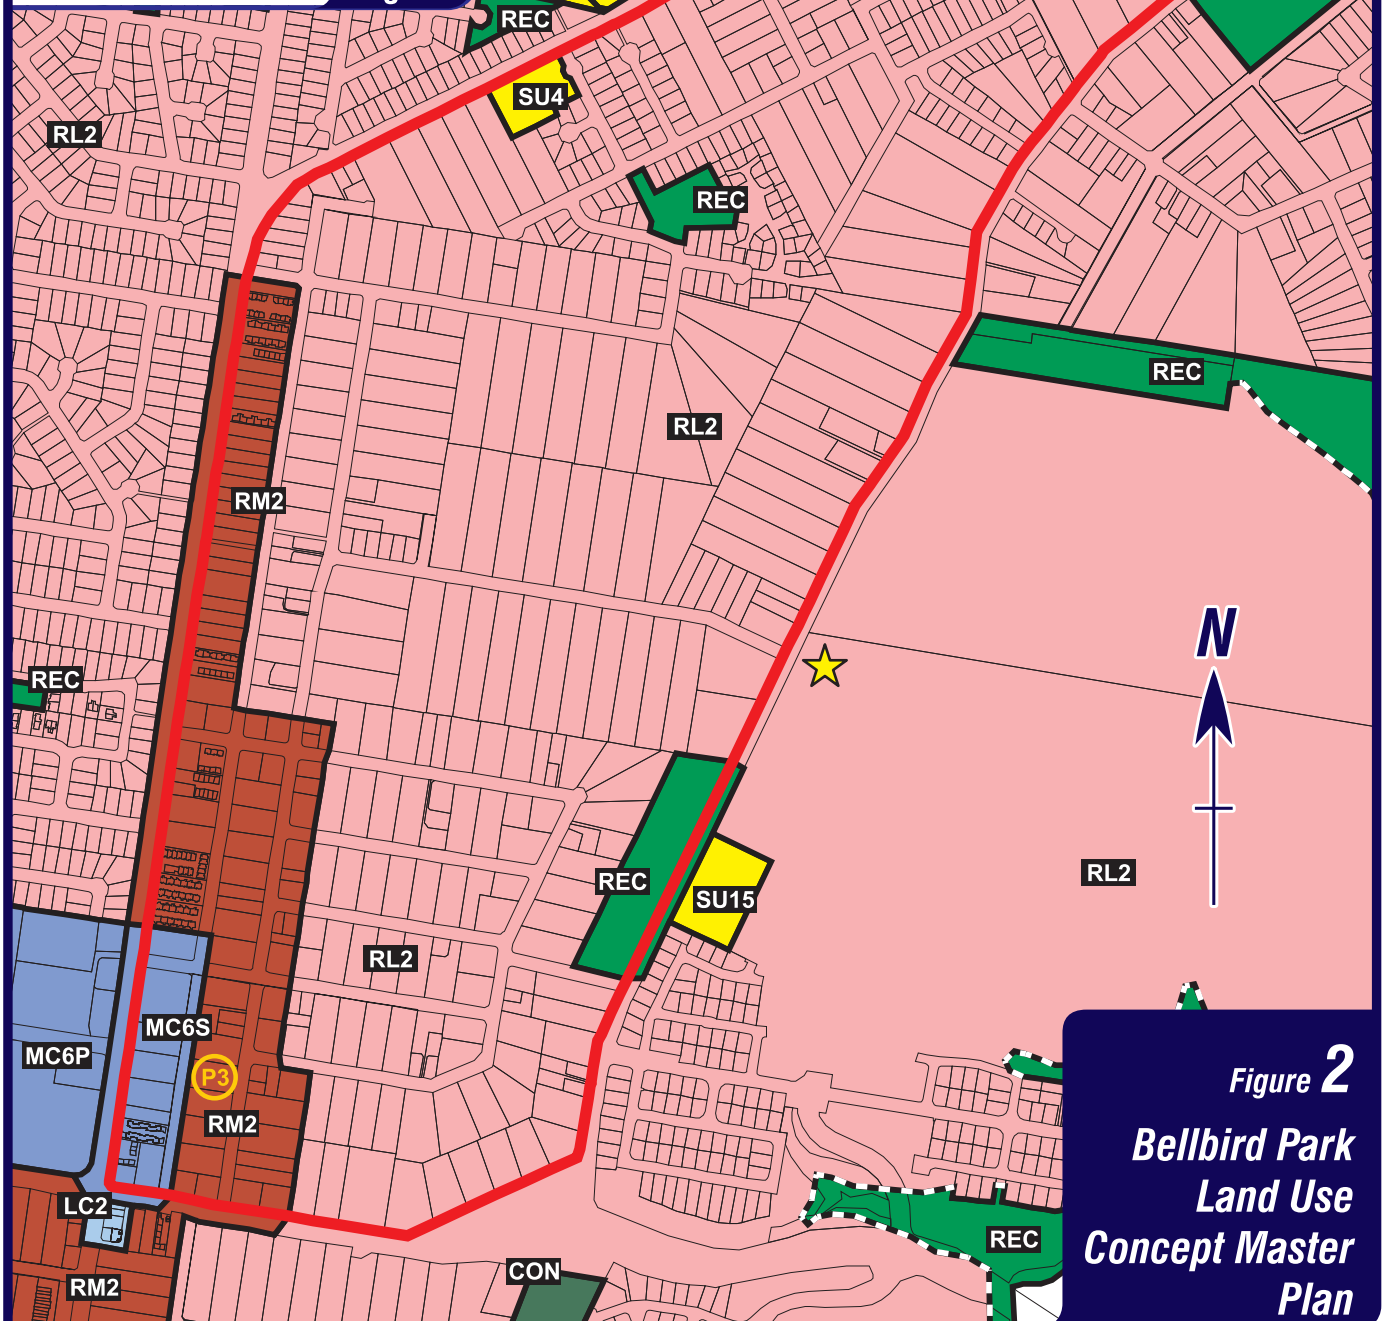 REC
SU4
RL2
REC
REC
RL2
RM2
N
REC
RL2
REC
SU15
RL2
MC6S
MC6P
P3
RM2
LC2
REC
CON
RM2
Figure 2
Bellbird Park
Land Use
Concept Master
Plan